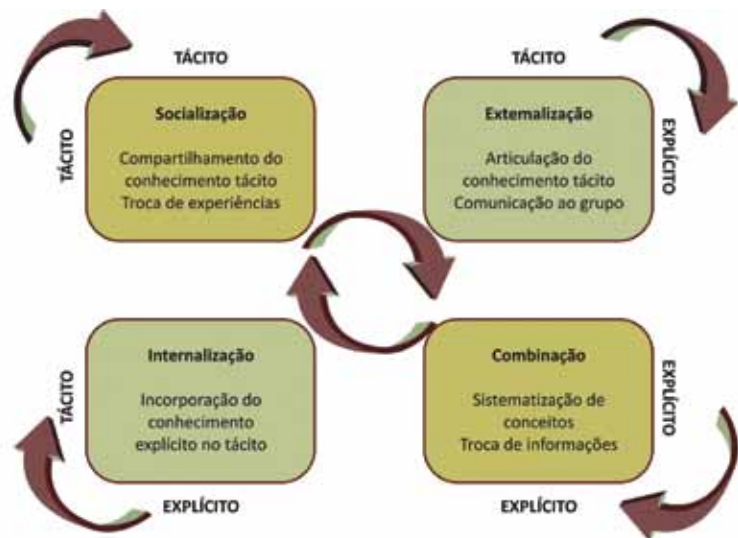 TÁCITO
TÁCITO
Socialização
Compartilhamento do
conhecimento tácito
Troca de experiências
TÁCITO
EXPLÍCITO
Externalização
Articulação do
conhecimento tácito
Comunicação ao grupo
TÁCITO
Internalização
Incorporação do
conhecimento
explícito no tácito
EXPLÍCITO
EXPLÍCITO
Combinação
Sistematização de
conceitos
Troca de informações
EXPLÍCITO